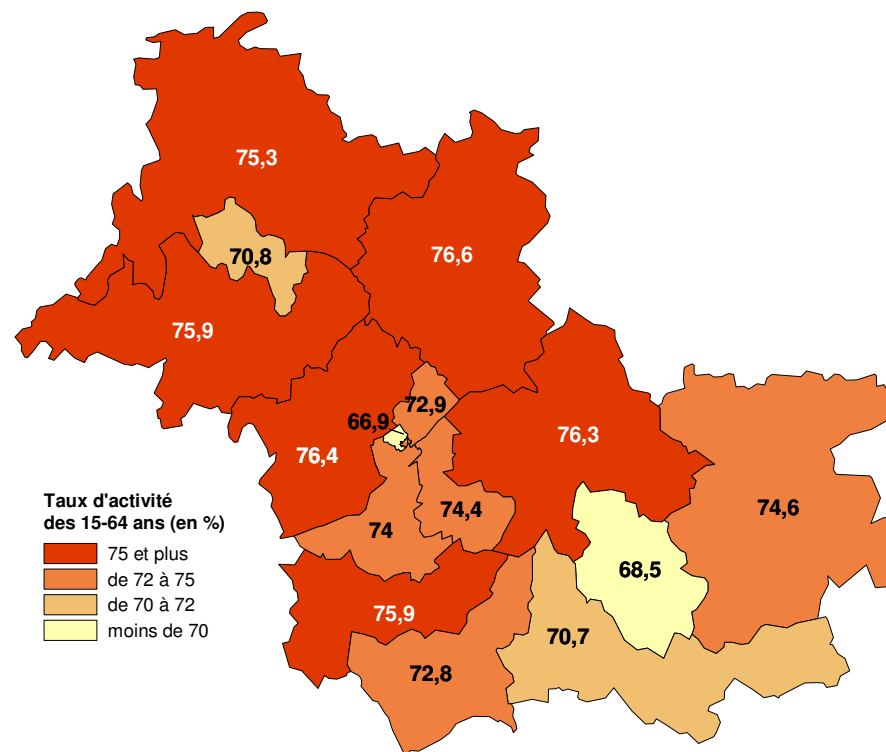 75,3
76,6
70,8
75,9
72,9
66,9
76,3
76,4
74,4
74,6
74
68,5
75,9
70,7
72,8
Taux d'activité
des 15-64 ans (en %)
75 et plus
de 72 à 75
de 70 à 72
moins de 70